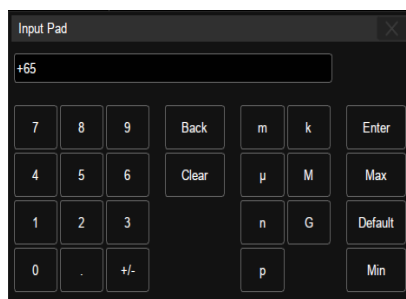 Input Pad X
+65
7 8 9 Back m k Enter
4 5 6 Clear µ M Max
1 2 3 n G Default
0 . +/- p Min